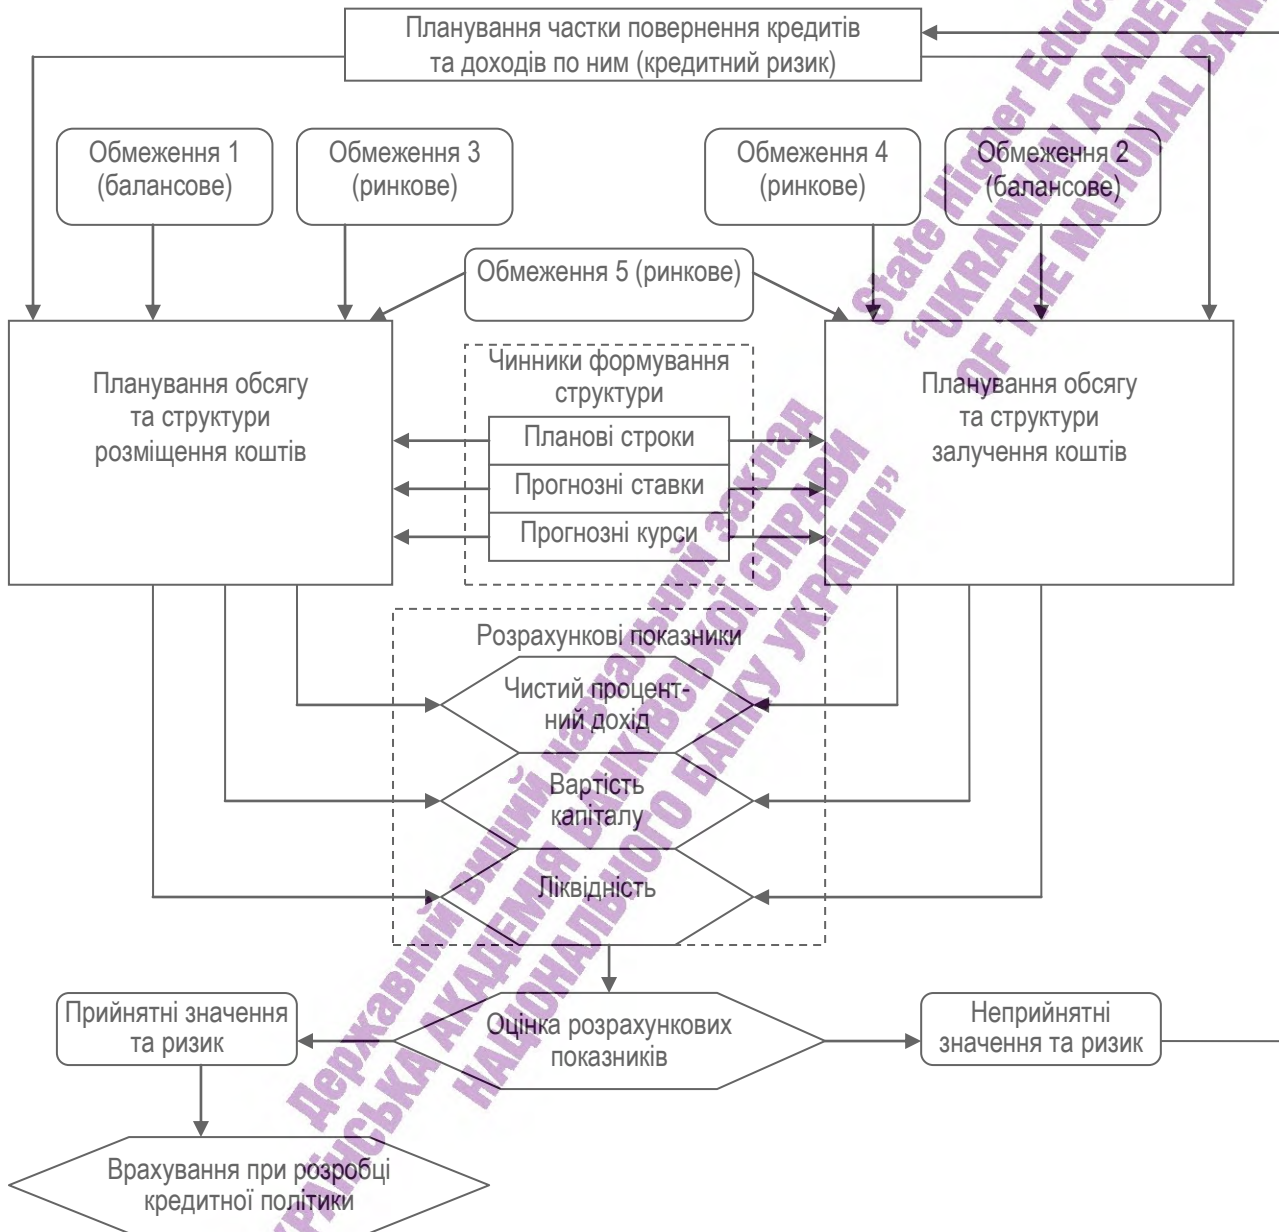 Планування частки повернення кредитів
та доходів по ним (кредитний ризик)
Обмеження 1
(балансове)
Обмеження 3
(ринкове)
Обмеження 4
(ринкове)
Обмеження 2
(балансове)
Обмеження 5 (ринкове)
Планування обсягу
та структури
розміщення коштів
Чинники формування
структури
Планові строки
Прогнозні ставки
Прогнозні курси
Планування обсягу
та структури
залучення коштів
Розрахункові показники
Чистий процент-
ний дохід
Вартість
капіталу
Ліквідність
Оцінка розрахункових
показників
Прийнятні значення
та ризик
Неприйнятні
значення та ризик
Врахування при розробці
кредитної політики
Державний вищий навчальний заклад
АКАДЕМІЯ БАНКІВСЬКОЇ СПРАВИ
НАЦІОНАЛЬНОГО БАНКУ УКРАЇНИ”
State Higher
“UKRAINIAN
OF THE NATIONAL